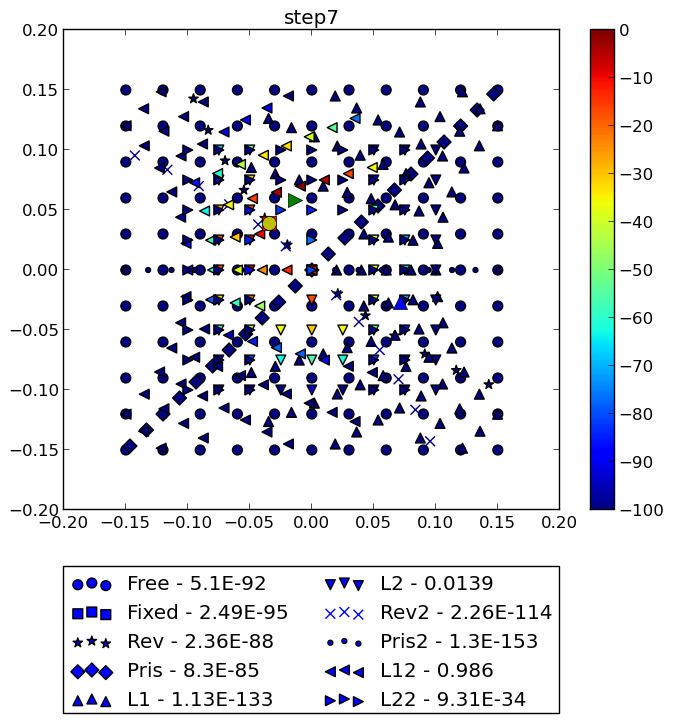 step7
0.20
0.15
0.10
0.05
0.00
−0.05
−0.10
−0.15
−0.20
−0.20 −0.15 −0.10 −0.05 0.00 0.05 0.10 0.15 0.20
0
−10
−20
−30
−40
−50
−60
−70
−80
−90
−100
Free - 5.1E-92
Fixed - 2.49E-95
Rev - 2.36E-88
Pris - 8.3E-85
L1 - 1.13E-133
L2 - 0.0139
Rev2 - 2.26E-114
Pris2 - 1.3E-153
L12 - 0.986
L22 - 9.31E-34